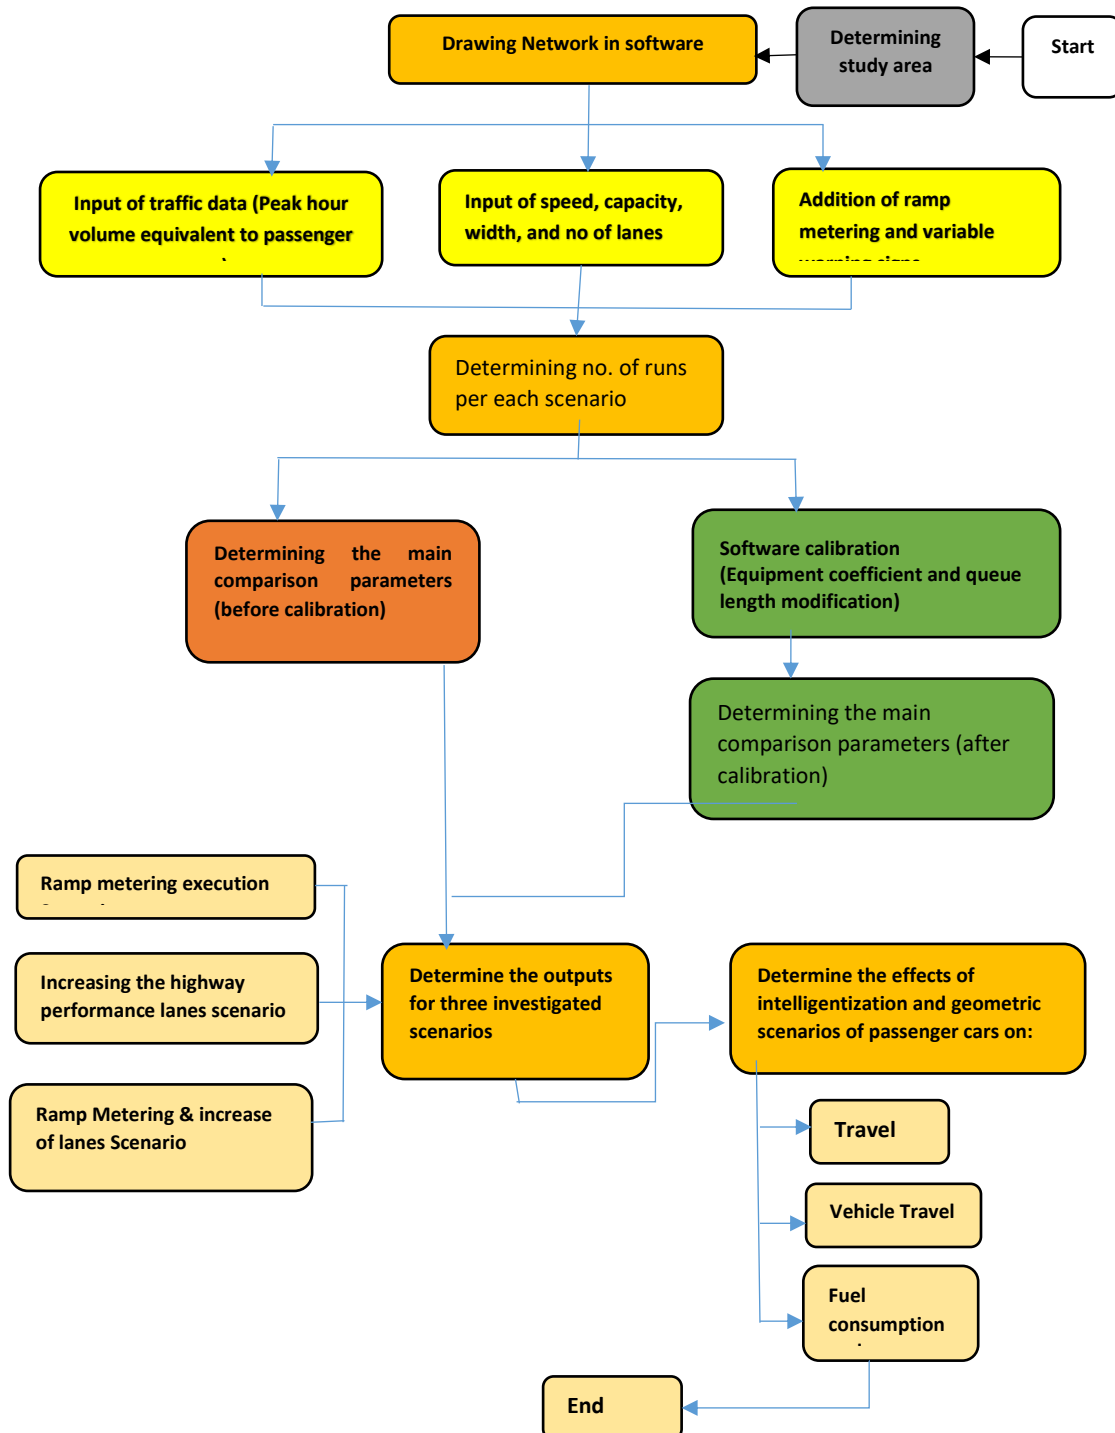 Start
Determining
study area
Drawing Network in software
Input of traffic data (Peak hour
volume equivalent to passenger
Input of speed, capacity,
width, and no of lanes
Addition of ramp
metering and variable
warning signs
Determining no. of runs
per each scenario
Determining the main
comparison parameters
(before calibration)
Software calibration
(Equipment coefficient and queue
length modification)
Determining the main
comparison parameters (after
calibration)
Ramp metering execution
Increasing the highway
performance lanes scenario
Ramp Metering & increase
of lanes Scenario
Determine the outputs
for three investigated
scenarios
Determine the effects of
intelligentization and geometric
scenarios of passenger cars on:
Travel
Vehicle Travel
Fuel
consumption
End